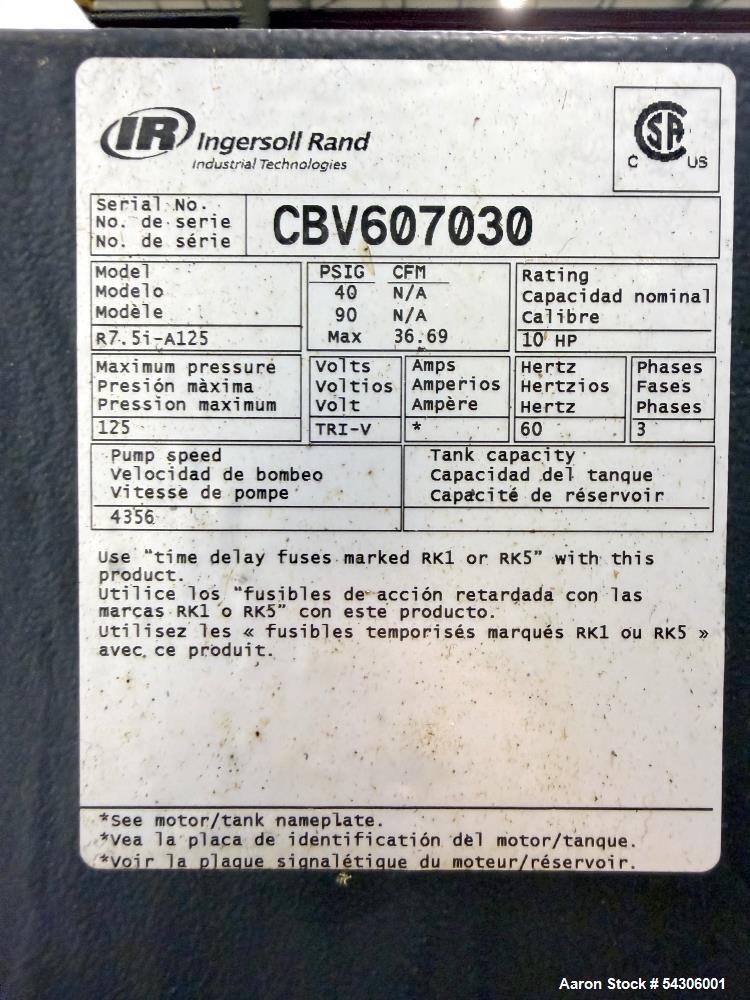 IR Ingersoll Rand
Industrial Technologies
C SA US
Serial No.
No. de serie
No. de série
CBV607030
Model
Modelo
Modèle
R7.5i-A125
PSIG CFM
40 N/A
90 N/A
Max 36.69
Rating
Capacidad nominal
Calibre
10 HP
Maximum pressure
Presión màxima
Pression maximum
125
Volts
Voltios
Volt
TRI-V
Amps
Amperios
Ampère
*
Hertz
Hertzios
Hertz
60
Phases
Fases
Phases
3
Pump speed
Velocidad de bombeo
Vitesse de pompe
4356
Tank capacity
Capacidad del tanque
Capacité de réservoir
Use "time delay fuses marked RK1 or RK5" with this
product.
Utilice los "fusibles de acción retardada con las
marcas RK1 o RK5" con este producto.
Utilisez les « fusibles temporisés marqués RK1 ou RK5 »
avec ce produit.
*See motor/tank nameplate.
*Vea la placa de identificación del motor/tanque.
*Voir la plaque signalétique du moteur/réservoir.
Aaron Stock # 54306001